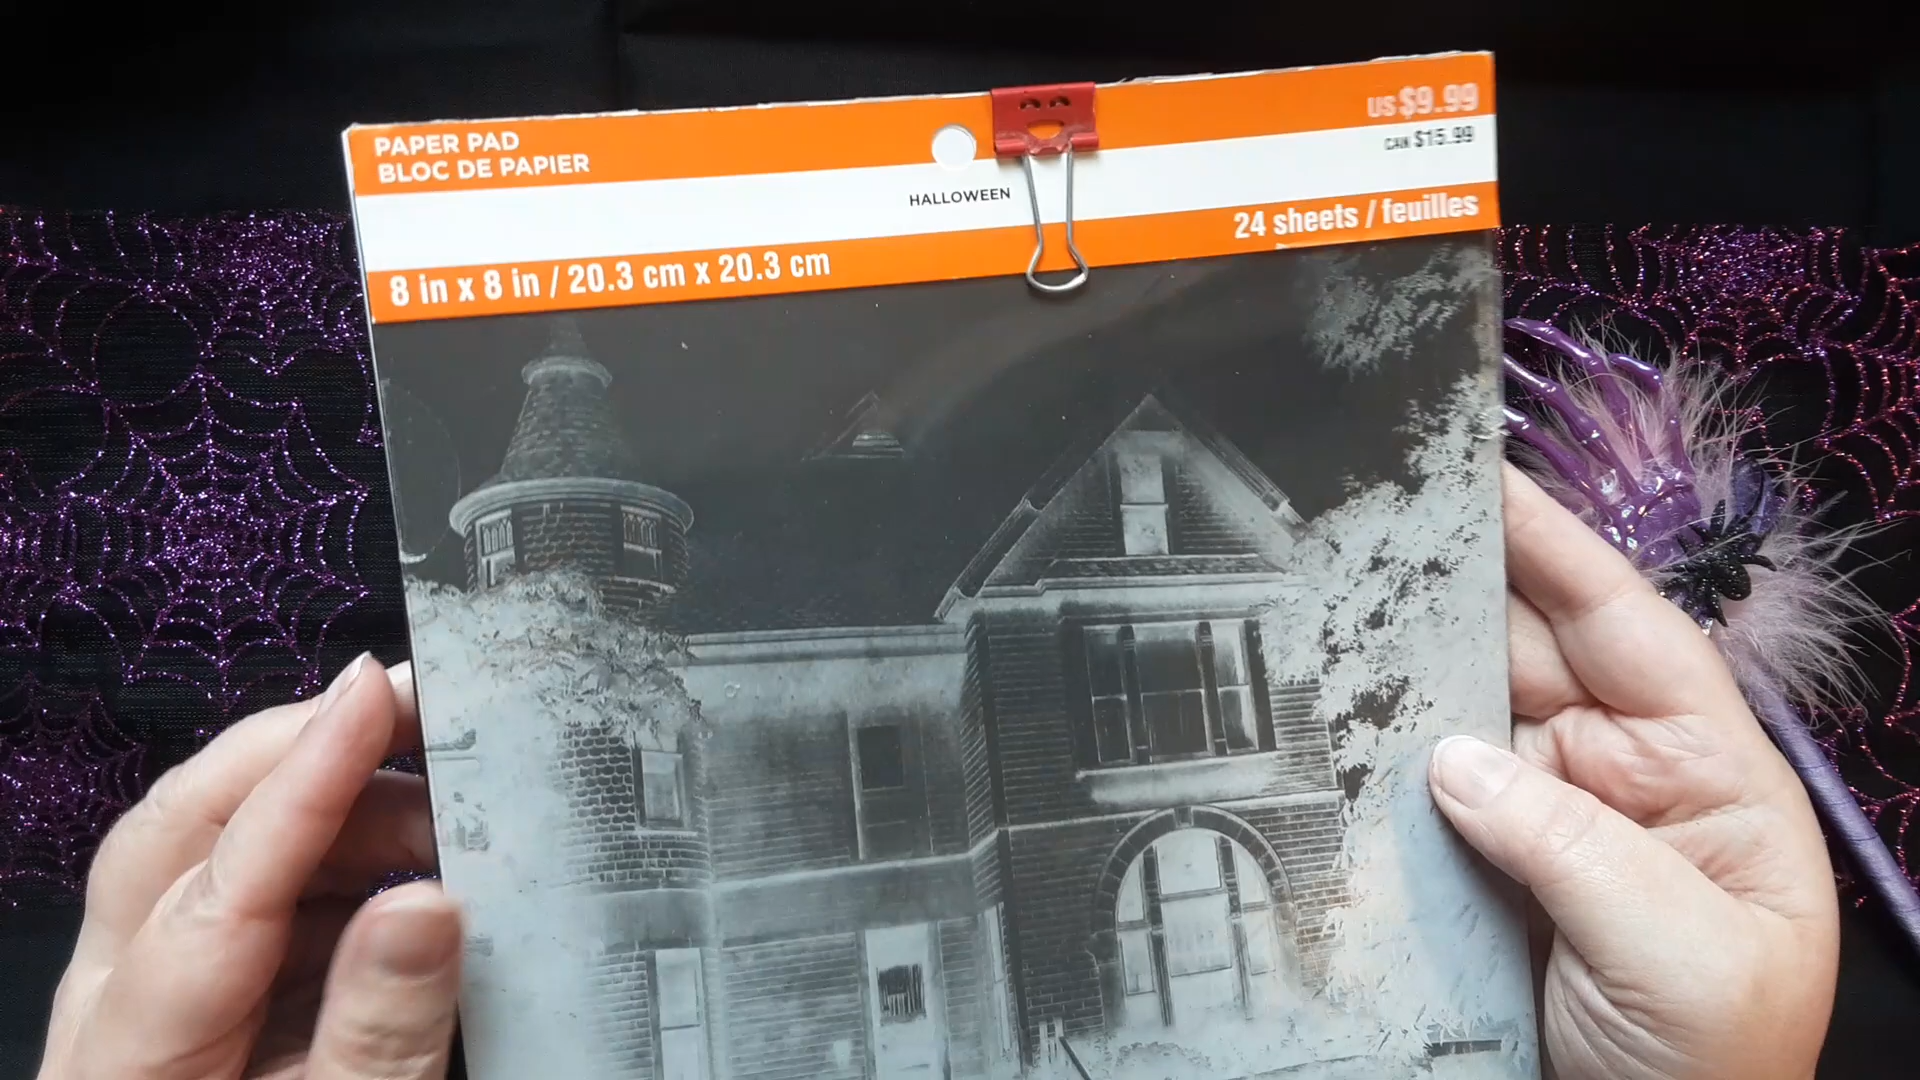 PAPER PAD
BLOC DE PAPIER
US $9.99
CAN $15.99
HALLOWEEN
8 in x 8 in / 20.3 cm x 20.3 cm
24 sheets / feuilles